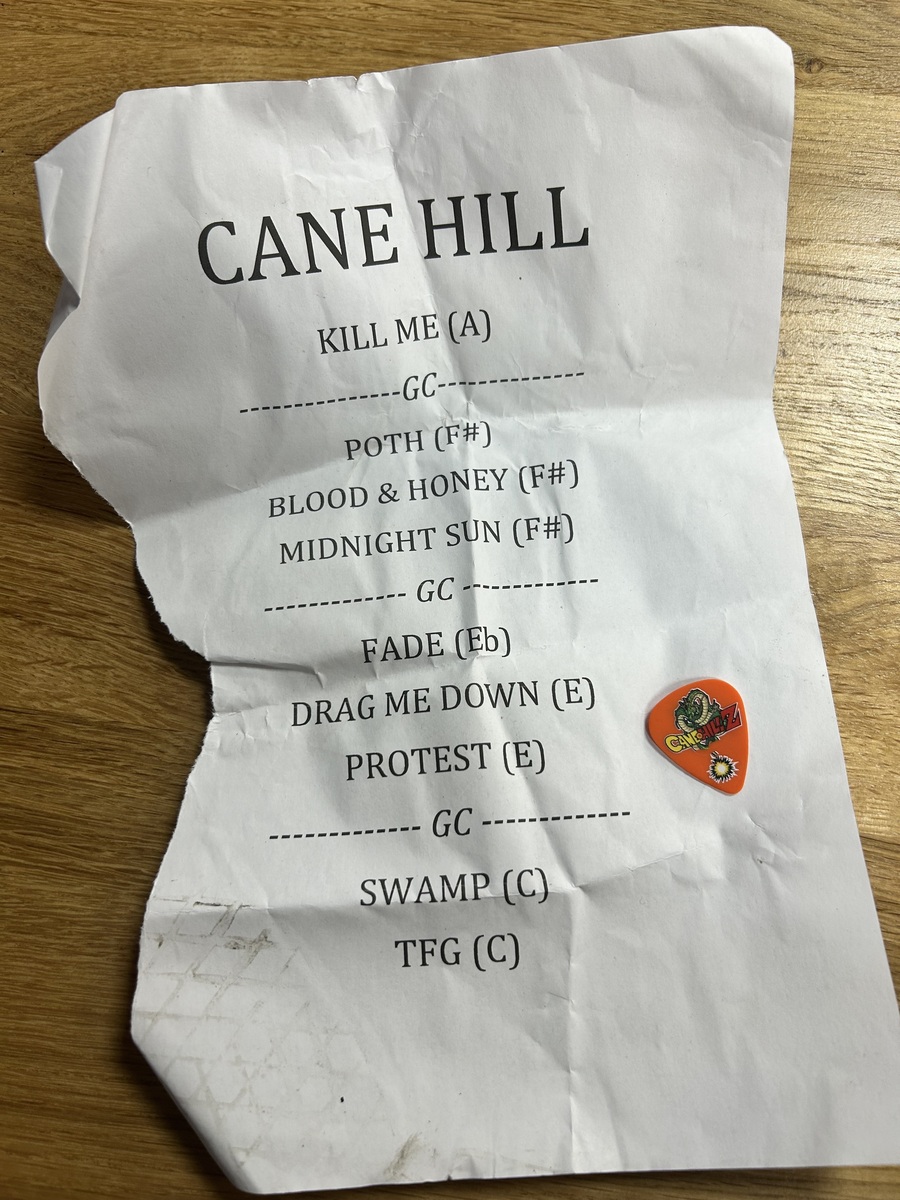 CANE HILL
KILL ME (A)
---------------GC--------------
POTH (F#)
BLOOD & HONEY (F#)
MIDNIGHT SUN (F#)
------------- GC -------------
FADE (Eb)
DRAG ME DOWN (E)
PROTEST (E)
-------------- GC --------------
SWAMP (C)
TFG (C)
CANEHILLZ